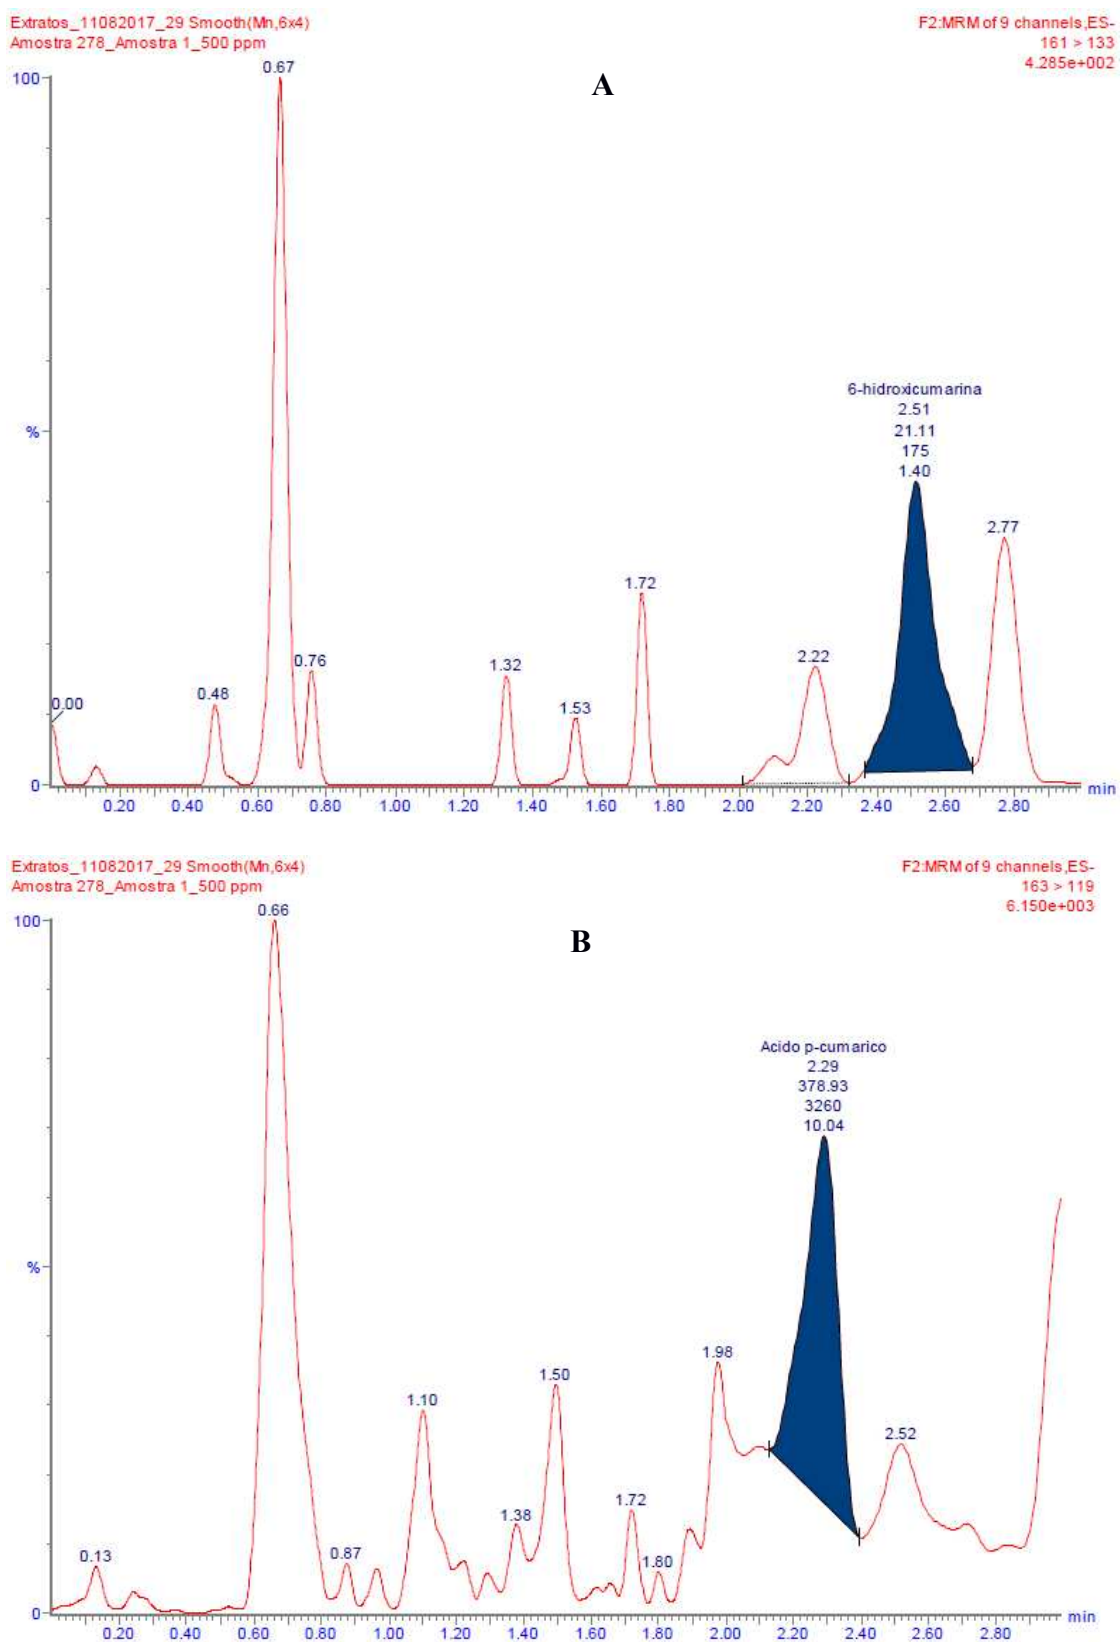 Extratos_11082017_29 Smooth(Mn,6x4)
Amostra 278_Amostra 1_500 ppm
F2:MRM of 9 channels,ES-
161 > 133
4.285e+002
A
100
%
0
0.67
0.00
0.48
0.76
1.32
1.53
1.72
2.22
6-hidroxicumarina
2.51
21.11
175
1.40
2.77
0.20 0.40 0.60 0.80 1.00 1.20 1.40 1.60 1.80 2.00 2.20 2.40 2.60 2.80 min
Extratos_11082017_29 Smooth(Mn,6x4)
Amostra 278_Amostra 1_500 ppm
F2:MRM of 9 channels,ES-
163 > 119
6.150e+003
B
100
%
0
0.66
0.13
0.87
1.10
1.38
1.50
1.72
1.80
1.98
Acido p-cumarico
2.29
378.93
3260
10.04
2.52
0.20 0.40 0.60 0.80 1.00 1.20 1.40 1.60 1.80 2.00 2.20 2.40 2.60 2.80 min